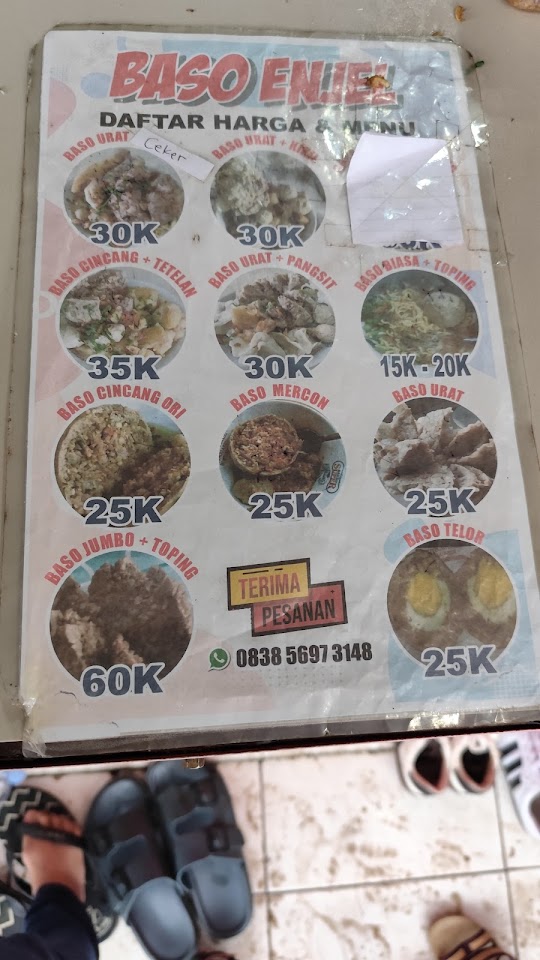 BASO ENJEL
DAFTAR HARGA & MENU
BASO URAT
Ceker
30K
BASO URAT +
30K
BASO CINCANG + TETELAN
35K
BASO URAT + PANGSIT
30K
BASO BIASA + TOPING
15K - 20K
BASO CINCANG ORI
25K
BASO MERCON
25K
BASO URAT
25K
BASO JUMBO + TOPING
60K
TERIMA
PESANAN
0838 5697 3148
BASO TELOR
25K